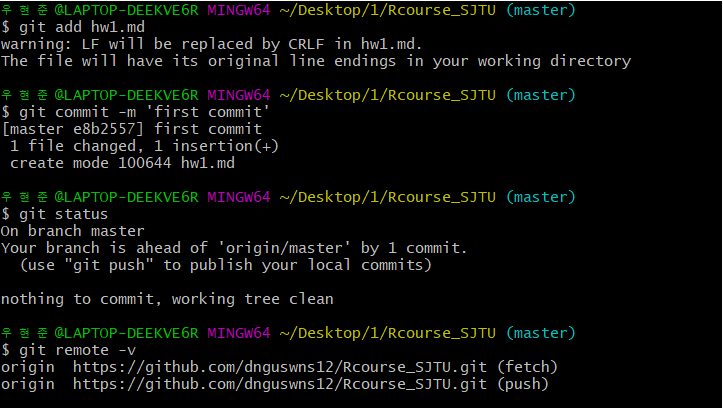 우현준@LAPTOP-DEEKVE6R MINGW64 ~/Desktop/1/Rcourse_SJTU (master)
$ git add hw1.md
warning: LF will be replaced by CRLF in hw1.md.
The file will have its original line endings in your working directory
우현준@LAPTOP-DEEKVE6R MINGW64 ~/Desktop/1/Rcourse_SJTU (master)
$ git commit -m 'first commit'
[master e8b2557] first commit
1 file changed, 1 insertion(+)
create mode 100644 hw1.md
우현준@LAPTOP-DEEKVE6R MINGW64 ~/Desktop/1/Rcourse_SJTU (master)
$ git status
On branch master
Your branch is ahead of 'origin/master' by 1 commit.
(use "git push" to publish your local commits)
nothing to commit, working tree clean
우현준@LAPTOP-DEEKVE6R MINGW64 ~/Desktop/1/Rcourse_SJTU (master)
$ git remote -v
origin https://github.com/dnguswns12/Rcourse_SJTU.git (fetch)
origin https://github.com/dnguswns12/Rcourse_SJTU.git (push)